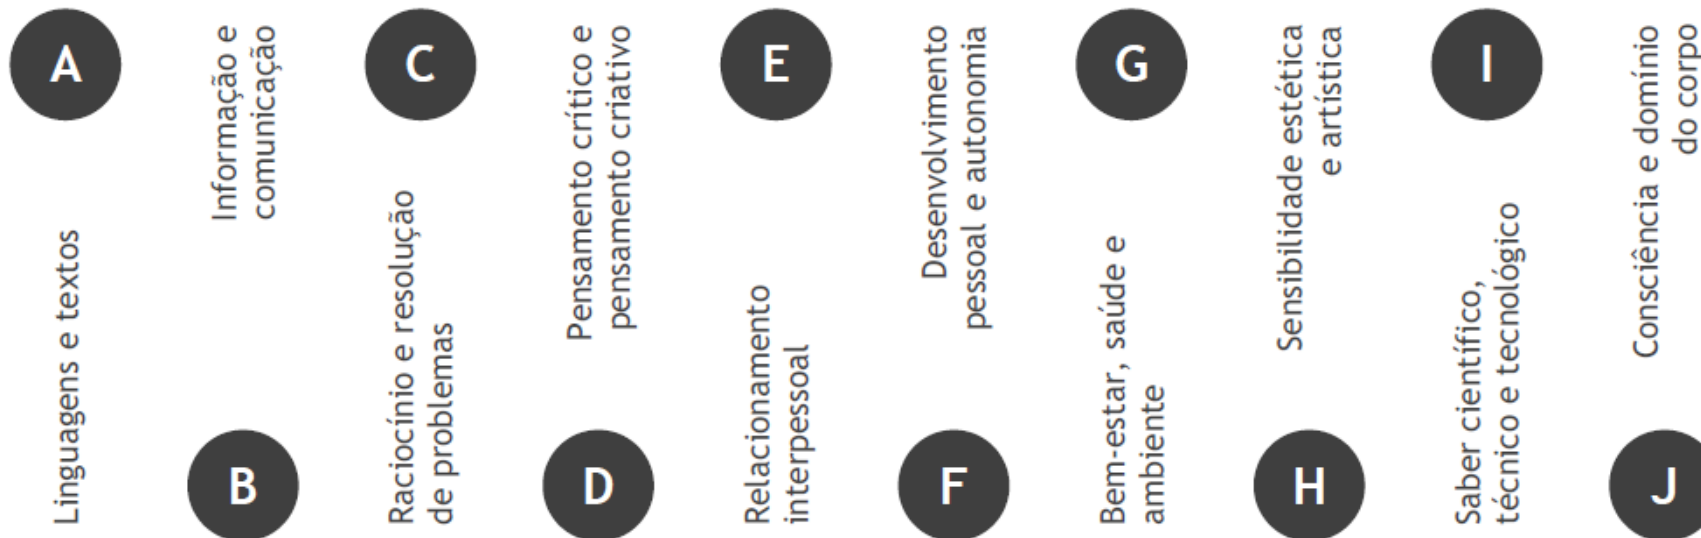 A
Linguagens e textos
B
Informação e
comunicação
C
Raciocínio e resolução
de problemas
D
Pensamento crítico e
pensamento criativo
E
Relacionamento
interpessoal
F
Desenvolvimento
pessoal e autonomia
G
Bem-estar, saúde e
ambiente
H
Sensibilidade estética
e artística
I
Saber científico,
técnico e tecnológico
J
Consciência e domínio
do corpo